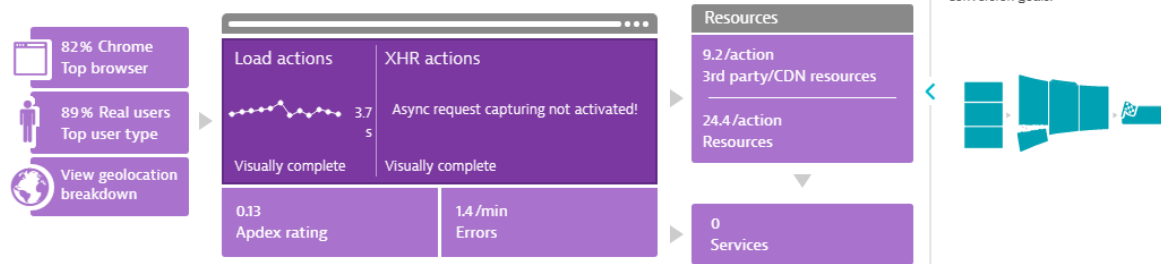 82% Chrome
Top browser
89% Real users
Top user type
View geolocation
breakdown
Load actions
3.7
s
Visually complete
XHR actions
Async request capturing not activated!
Visually complete
0.13
Apdex rating
1.4/min
Errors
Resources
9.2/action
3rd party/CDN resources
24.4/action
Resources
0
Services
goals.